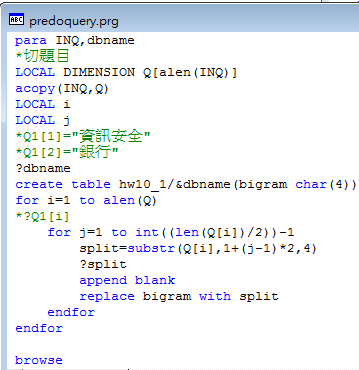 ABC predoquery.prg
para INQ,dbname
*切題目
LOCAL DIMENSION Q[alen(INQ)]
acopy(INQ,Q)
LOCAL i
LOCAL j
*Q1[1]="資訊安全"
*Q1[2]="銀行"
?dbname
create table hw10_1/&dbname(bigram char(4))
for i=1 to alen(Q)
*?Q1[i]
    for j=1 to int((len(Q[i])/2))-1
        split=substr(Q[i],1+(j-1)*2,4)
        ?split
        append blank
        replace bigram with split
    endfor
endfor

browse